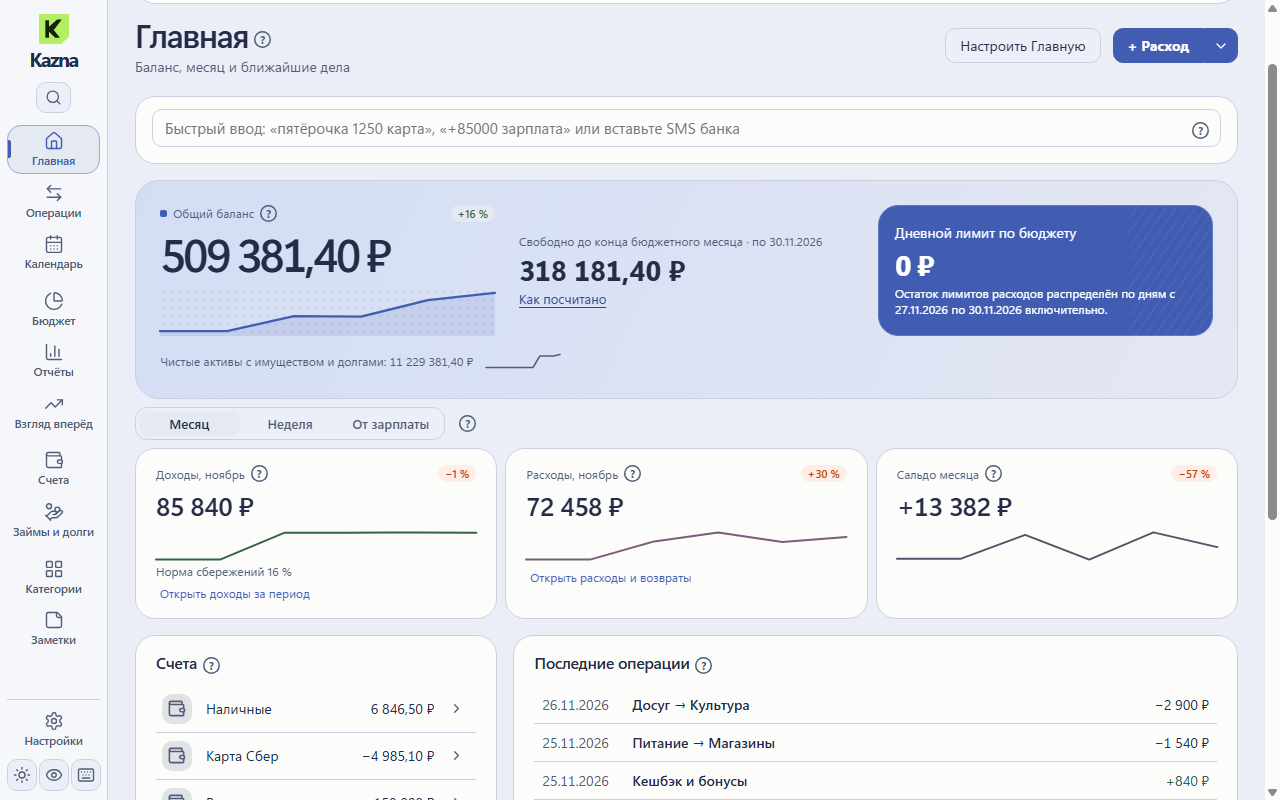 Kazna
Главная
Операции
Календарь
Бюджет
Отчёты
Взгляд вперёд
Счета
Займы и долги
Категории
Заметки
Настройки
Главная ?
Баланс, месяц и ближайшие дела
Настроить Главную
+ Расход
Быстрый ввод: «пятёрочка 1250 карта», «+85000 зарплата» или вставьте SMS банка ?
Общий баланс ? +16 %
509 381,40 ₽
Свободно до конца бюджетного месяца · по 30.11.2026
318 181,40 ₽
Как посчитано
Чистые активы с имуществом и долгами: 11 229 381,40 ₽
Дневной лимит по бюджету
0 ₽
Остаток лимитов расходов распределён по дням с
27.11.2026 по 30.11.2026 включительно.
Месяц Неделя От зарплаты ?
Доходы, ноябрь ? −1 %
85 840 ₽
Норма сбережений 16 %
Открыть доходы за период
Расходы, ноябрь ? +30 %
72 458 ₽
Открыть расходы и возвраты
Сальдо месяца ? −57 %
+13 382 ₽
Счета ?
Наличные 6 846,50 ₽
Карта Сбер −4 985,10 ₽
Последние операции ?
26.11.2026 Досуг → Культура −2 900 ₽
25.11.2026 Питание → Магазины −1 540 ₽
25.11.2026 Кешбэк и бонусы +840 ₽